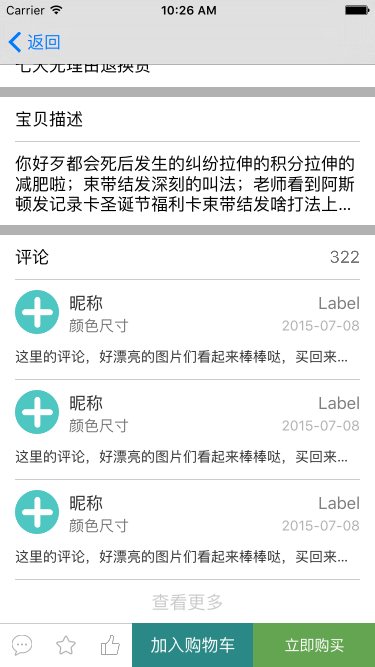 Carrier 10:26 AM
返回
七天无理由退换货
宝贝描述
你好歹都会死后发生的纠纷拉伸的积分拉伸的
减肥啦；束带结发深刻的叫法；老师看到阿斯
顿发记录卡圣诞节福利卡束带结发啥打法上...
评论 322
昵称 Label
颜色尺寸 2015-07-08
这里的评论，好漂亮的图片们看起来棒棒哒，买回来...
昵称 Label
颜色尺寸 2015-07-08
这里的评论，好漂亮的图片们看起来棒棒哒，买回来...
昵称 Label
颜色尺寸 2015-07-08
这里的评论，好漂亮的图片们看起来棒棒哒，买回来...
查看更多
加入购物车 立即购买